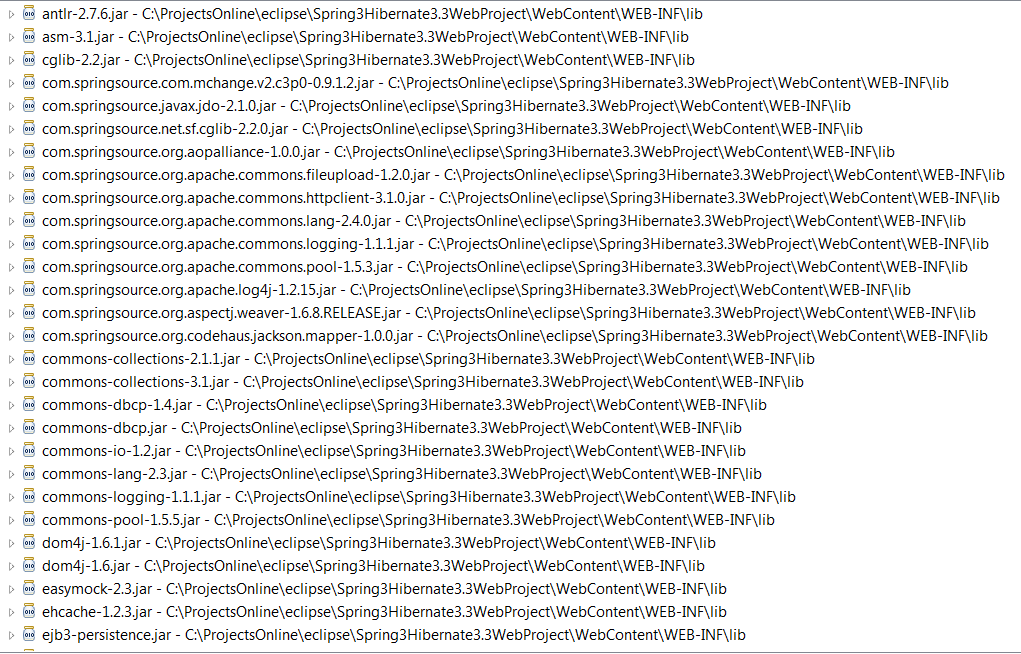 antlr-2.7.6.jar - C:\ProjectsOnline\eclipse\Spring3Hibernate3.3WebProject\WebContent\WEB-INF\lib
asm-3.1.jar - C:\ProjectsOnline\eclipse\Spring3Hibernate3.3WebProject\WebContent\WEB-INF\lib
cglib-2.2.jar - C:\ProjectsOnline\eclipse\Spring3Hibernate3.3WebProject\WebContent\WEB-INF\lib
com.springsource.com.mchange.v2.c3p0-0.9.1.2.jar - C:\ProjectsOnline\eclipse\Spring3Hibernate3.3WebProject\WebContent\WEB-INF\lib
com.springsource.javax.jdo-2.1.0.jar - C:\ProjectsOnline\eclipse\Spring3Hibernate3.3WebProject\WebContent\WEB-INF\lib
com.springsource.net.sf.cglib-2.2.0.jar - C:\ProjectsOnline\eclipse\Spring3Hibernate3.3WebProject\WebContent\WEB-INF\lib
com.springsource.org.aopalliance-1.0.0.jar - C:\ProjectsOnline\eclipse\Spring3Hibernate3.3WebProject\WebContent\WEB-INF\lib
com.springsource.org.apache.commons.fileupload-1.2.0.jar - C:\ProjectsOnline\eclipse\Spring3Hibernate3.3WebProject\WebContent\WEB-INF\lib
com.springsource.org.apache.commons.httpclient-3.1.0.jar - C:\ProjectsOnline\eclipse\Spring3Hibernate3.3WebProject\WebContent\WEB-INF\lib
com.springsource.org.apache.commons.lang-2.4.0.jar - C:\ProjectsOnline\eclipse\Spring3Hibernate3.3WebProject\WebContent\WEB-INF\lib
com.springsource.org.apache.commons.logging-1.1.1.jar - C:\ProjectsOnline\eclipse\Spring3Hibernate3.3WebProject\WebContent\WEB-INF\lib
com.springsource.org.apache.commons.pool-1.5.3.jar - C:\ProjectsOnline\eclipse\Spring3Hibernate3.3WebProject\WebContent\WEB-INF\lib
com.springsource.org.apache.log4j-1.2.15.jar - C:\ProjectsOnline\eclipse\Spring3Hibernate3.3WebProject\WebContent\WEB-INF\lib
com.springsource.org.aspectj.weaver-1.6.8.RELEASE.jar - C:\ProjectsOnline\eclipse\Spring3Hibernate3.3WebProject\WebContent\WEB-INF\lib
com.springsource.org.codehaus.jackson.mapper-1.0.0.jar - C:\ProjectsOnline\eclipse\Spring3Hibernate3.3WebProject\WebContent\WEB-INF\lib
commons-collections-2.1.1.jar - C:\ProjectsOnline\eclipse\Spring3Hibernate3.3WebProject\WebContent\WEB-INF\lib
commons-collections-3.1.jar - C:\ProjectsOnline\eclipse\Spring3Hibernate3.3WebProject\WebContent\WEB-INF\lib
commons-dbcp-1.4.jar - C:\ProjectsOnline\eclipse\Spring3Hibernate3.3WebProject\WebContent\WEB-INF\lib
commons-dbcp.jar - C:\ProjectsOnline\eclipse\Spring3Hibernate3.3WebProject\WebContent\WEB-INF\lib
commons-io-1.2.jar - C:\ProjectsOnline\eclipse\Spring3Hibernate3.3WebProject\WebContent\WEB-INF\lib
commons-lang-2.3.jar - C:\ProjectsOnline\eclipse\Spring3Hibernate3.3WebProject\WebContent\WEB-INF\lib
commons-logging-1.1.1.jar - C:\ProjectsOnline\eclipse\Spring3Hibernate3.3WebProject\WebContent\WEB-INF\lib
commons-pool-1.5.5.jar - C:\ProjectsOnline\eclipse\Spring3Hibernate3.3WebProject\WebContent\WEB-INF\lib
dom4j-1.6.1.jar - C:\ProjectsOnline\eclipse\Spring3Hibernate3.3WebProject\WebContent\WEB-INF\lib
dom4j-1.6.jar - C:\ProjectsOnline\eclipse\Spring3Hibernate3.3WebProject\WebContent\WEB-INF\lib
easymock-2.3.jar - C:\ProjectsOnline\eclipse\Spring3Hibernate3.3WebProject\WebContent\WEB-INF\lib
ehcache-1.2.3.jar - C:\ProjectsOnline\eclipse\Spring3Hibernate3.3WebProject\WebContent\WEB-INF\lib
ejb3-persistence.jar - C:\ProjectsOnline\eclipse\Spring3Hibernate3.3WebProject\WebContent\WEB-INF\lib